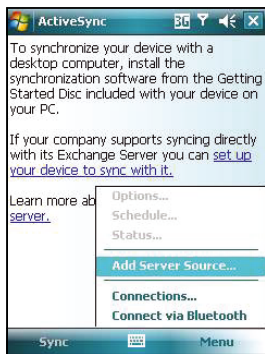 ActiveSync
To synchronize your device with a
desktop computer, install the
synchronization software from the Getting
Started Disc included with your device on
your PC.
If your company supports syncing directly
with its Exchange Server you can set up
your device to sync with it.
Learn more ab
server.
Options...
Schedule...
Status...
Add Server Source...
Connections...
Connect via Bluetooth
Sync
Menu